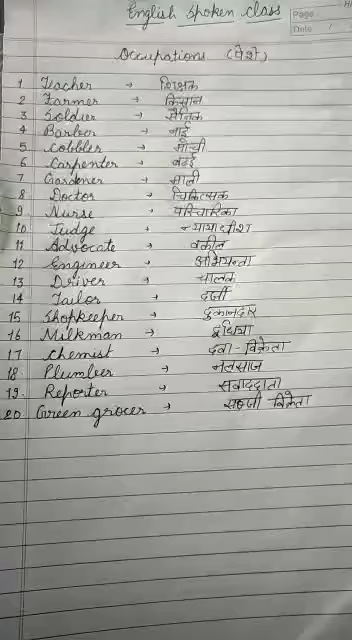 English spoken class
Page
Date
Occupations (पेशे)
1 Teacher → शिक्षक
2 Farmer → किसान
3 Soldier → सैनिक
4 Barber → नाई
5 Cobbler → मोची
6 Carpenter → बढ़ई
7 Gardener → माली
8 Doctor → चिकित्सक
9. Nurse → परिचारिका
10 Judge → न्यायाधीश
11 Advocate → वकील
12 Engineer → अभियन्ता
13 Driver → चालक
14 Tailor → दर्जी
15 Shopkeeper → दुकानदार
16 Milkman → दूधिया
17 Chemist → दवा-विक्रेता
18 Plumber → नलसाज
19. Reporter → संवाददाता
20 Green grocer → सब्जी विक्रेता